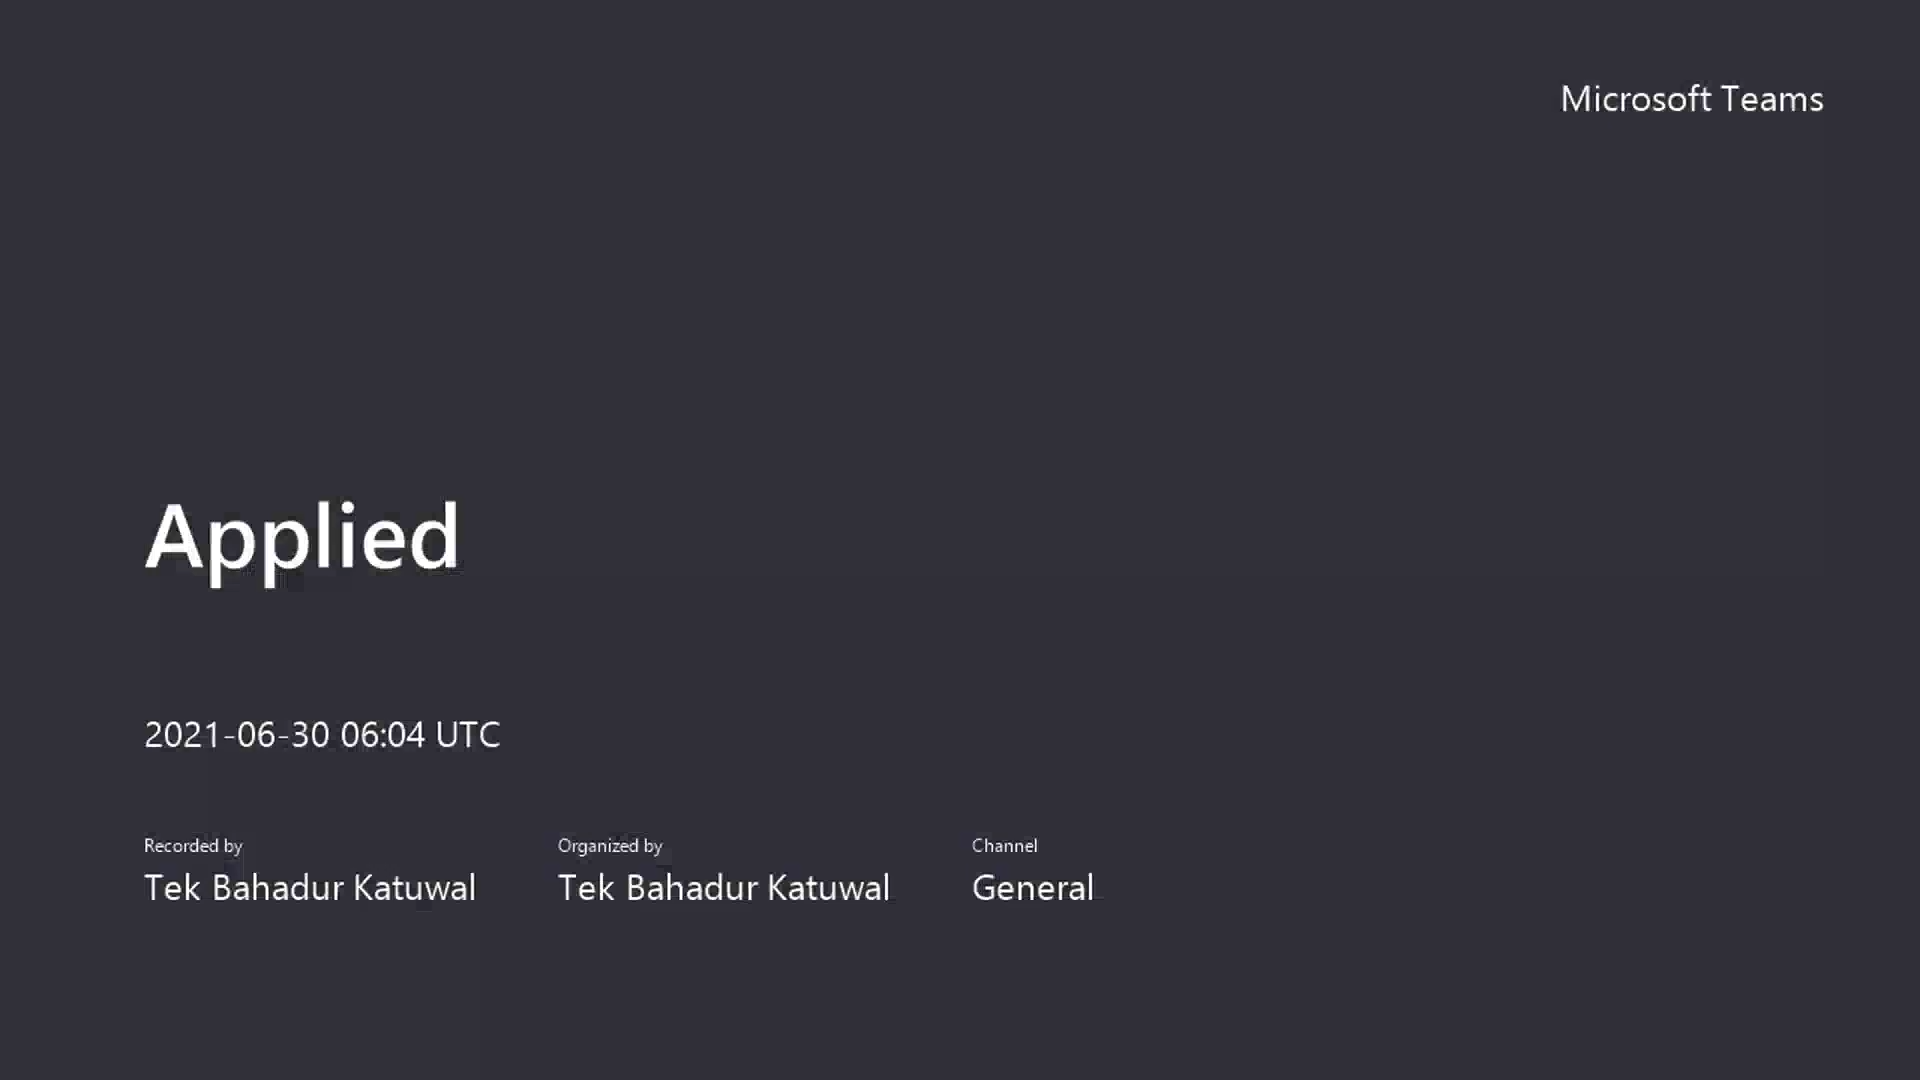 Microsoft Teams
Applied
2021-06-30 06:04 UTC
Recorded by
Tek Bahadur Katuwal
Organized by
Tek Bahadur Katuwal
Channel
General